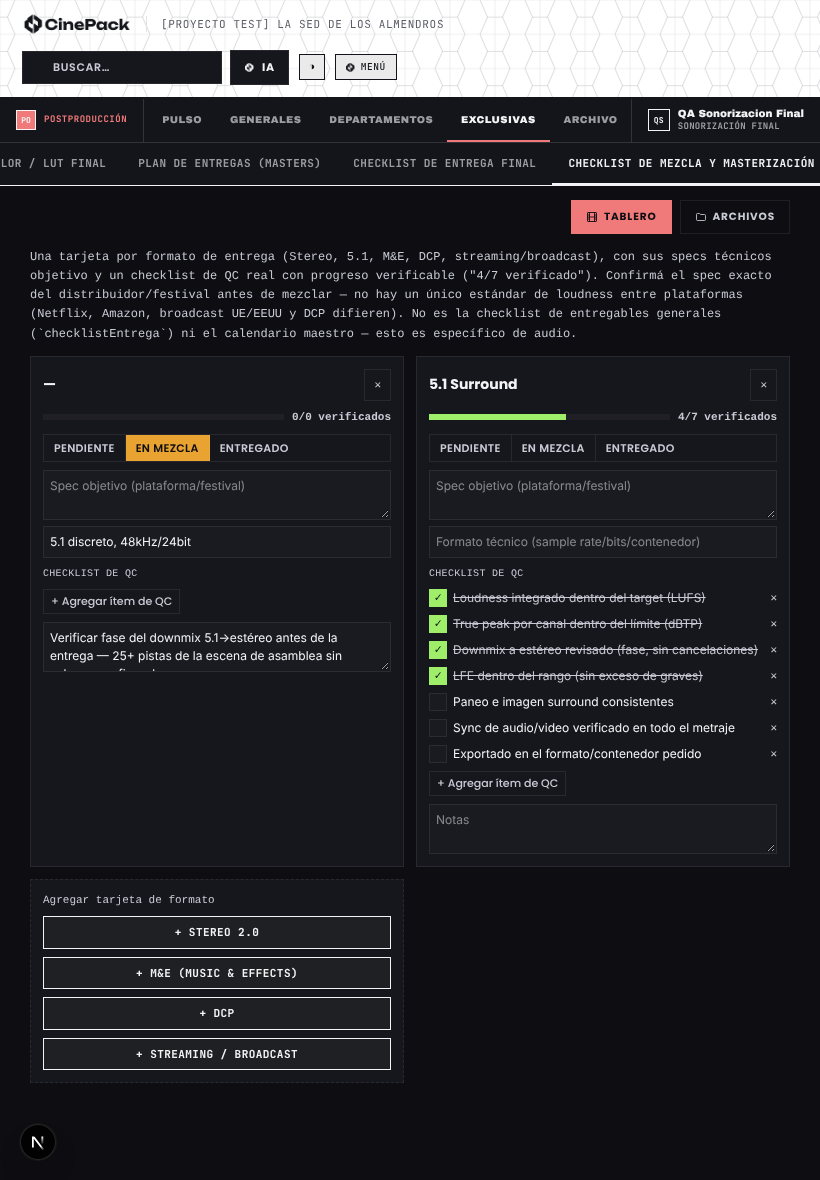 CinePack
[PROYECTO TEST] LA SED DE LOS ALMENDROS
BUSCAR…
IA
MENÚ
PO
POSTPRODUCCIÓN
PULSO
GENERALES
DEPARTAMENTOS
EXCLUSIVAS
ARCHIVO
QS
QA Sonorizacion Final
SONORIZACIÓN FINAL
LOR / LUT FINAL
PLAN DE ENTREGAS (MASTERS)
CHECKLIST DE ENTREGA FINAL
CHECKLIST DE MEZCLA Y MASTERIZACIÓN
TABLERO
ARCHIVOS
Una tarjeta por formato de entrega (Stereo, 5.1, M&E, DCP, streaming/broadcast), con sus specs técnicos
objetivo y un checklist de QC real con progreso verificable ("4/7 verificado"). Confirmá el spec exacto
del distribuidor/festival antes de mezclar — no hay un único estándar de loudness entre plataformas
(Netflix, Amazon, broadcast UE/EEUU y DCP difieren). No es la checklist de entregables generales
(`checklistEntrega`) ni el calendario maestro — esto es específico de audio.
—
×
0/0 verificados
PENDIENTE
EN MEZCLA
ENTREGADO
Spec objetivo (plataforma/festival)
5.1 discreto, 48kHz/24bit
CHECKLIST DE QC
+ Agregar ítem de QC
Verificar fase del downmix 5.1→estéreo antes de la
entrega — 25+ pistas de la escena de asamblea sin
5.1 Surround
×
4/7 verificados
PENDIENTE
EN MEZCLA
ENTREGADO
Spec objetivo (plataforma/festival)
Formato técnico (sample rate/bits/contenedor)
CHECKLIST DE QC
✓ Loudness integrado dentro del target (LUFS) ×
✓ True peak por canal dentro del límite (dBTP) ×
✓ Downmix a estéreo revisado (fase, sin cancelaciones) ×
✓ LFE dentro del rango (sin exceso de graves) ×
Paneo e imagen surround consistentes ×
Sync de audio/video verificado en todo el metraje ×
Exportado en el formato/contenedor pedido ×
+ Agregar ítem de QC
Notas
Agregar tarjeta de formato
+ STEREO 2.0
+ M&E (MUSIC & EFFECTS)
+ DCP
+ STREAMING / BROADCAST
N